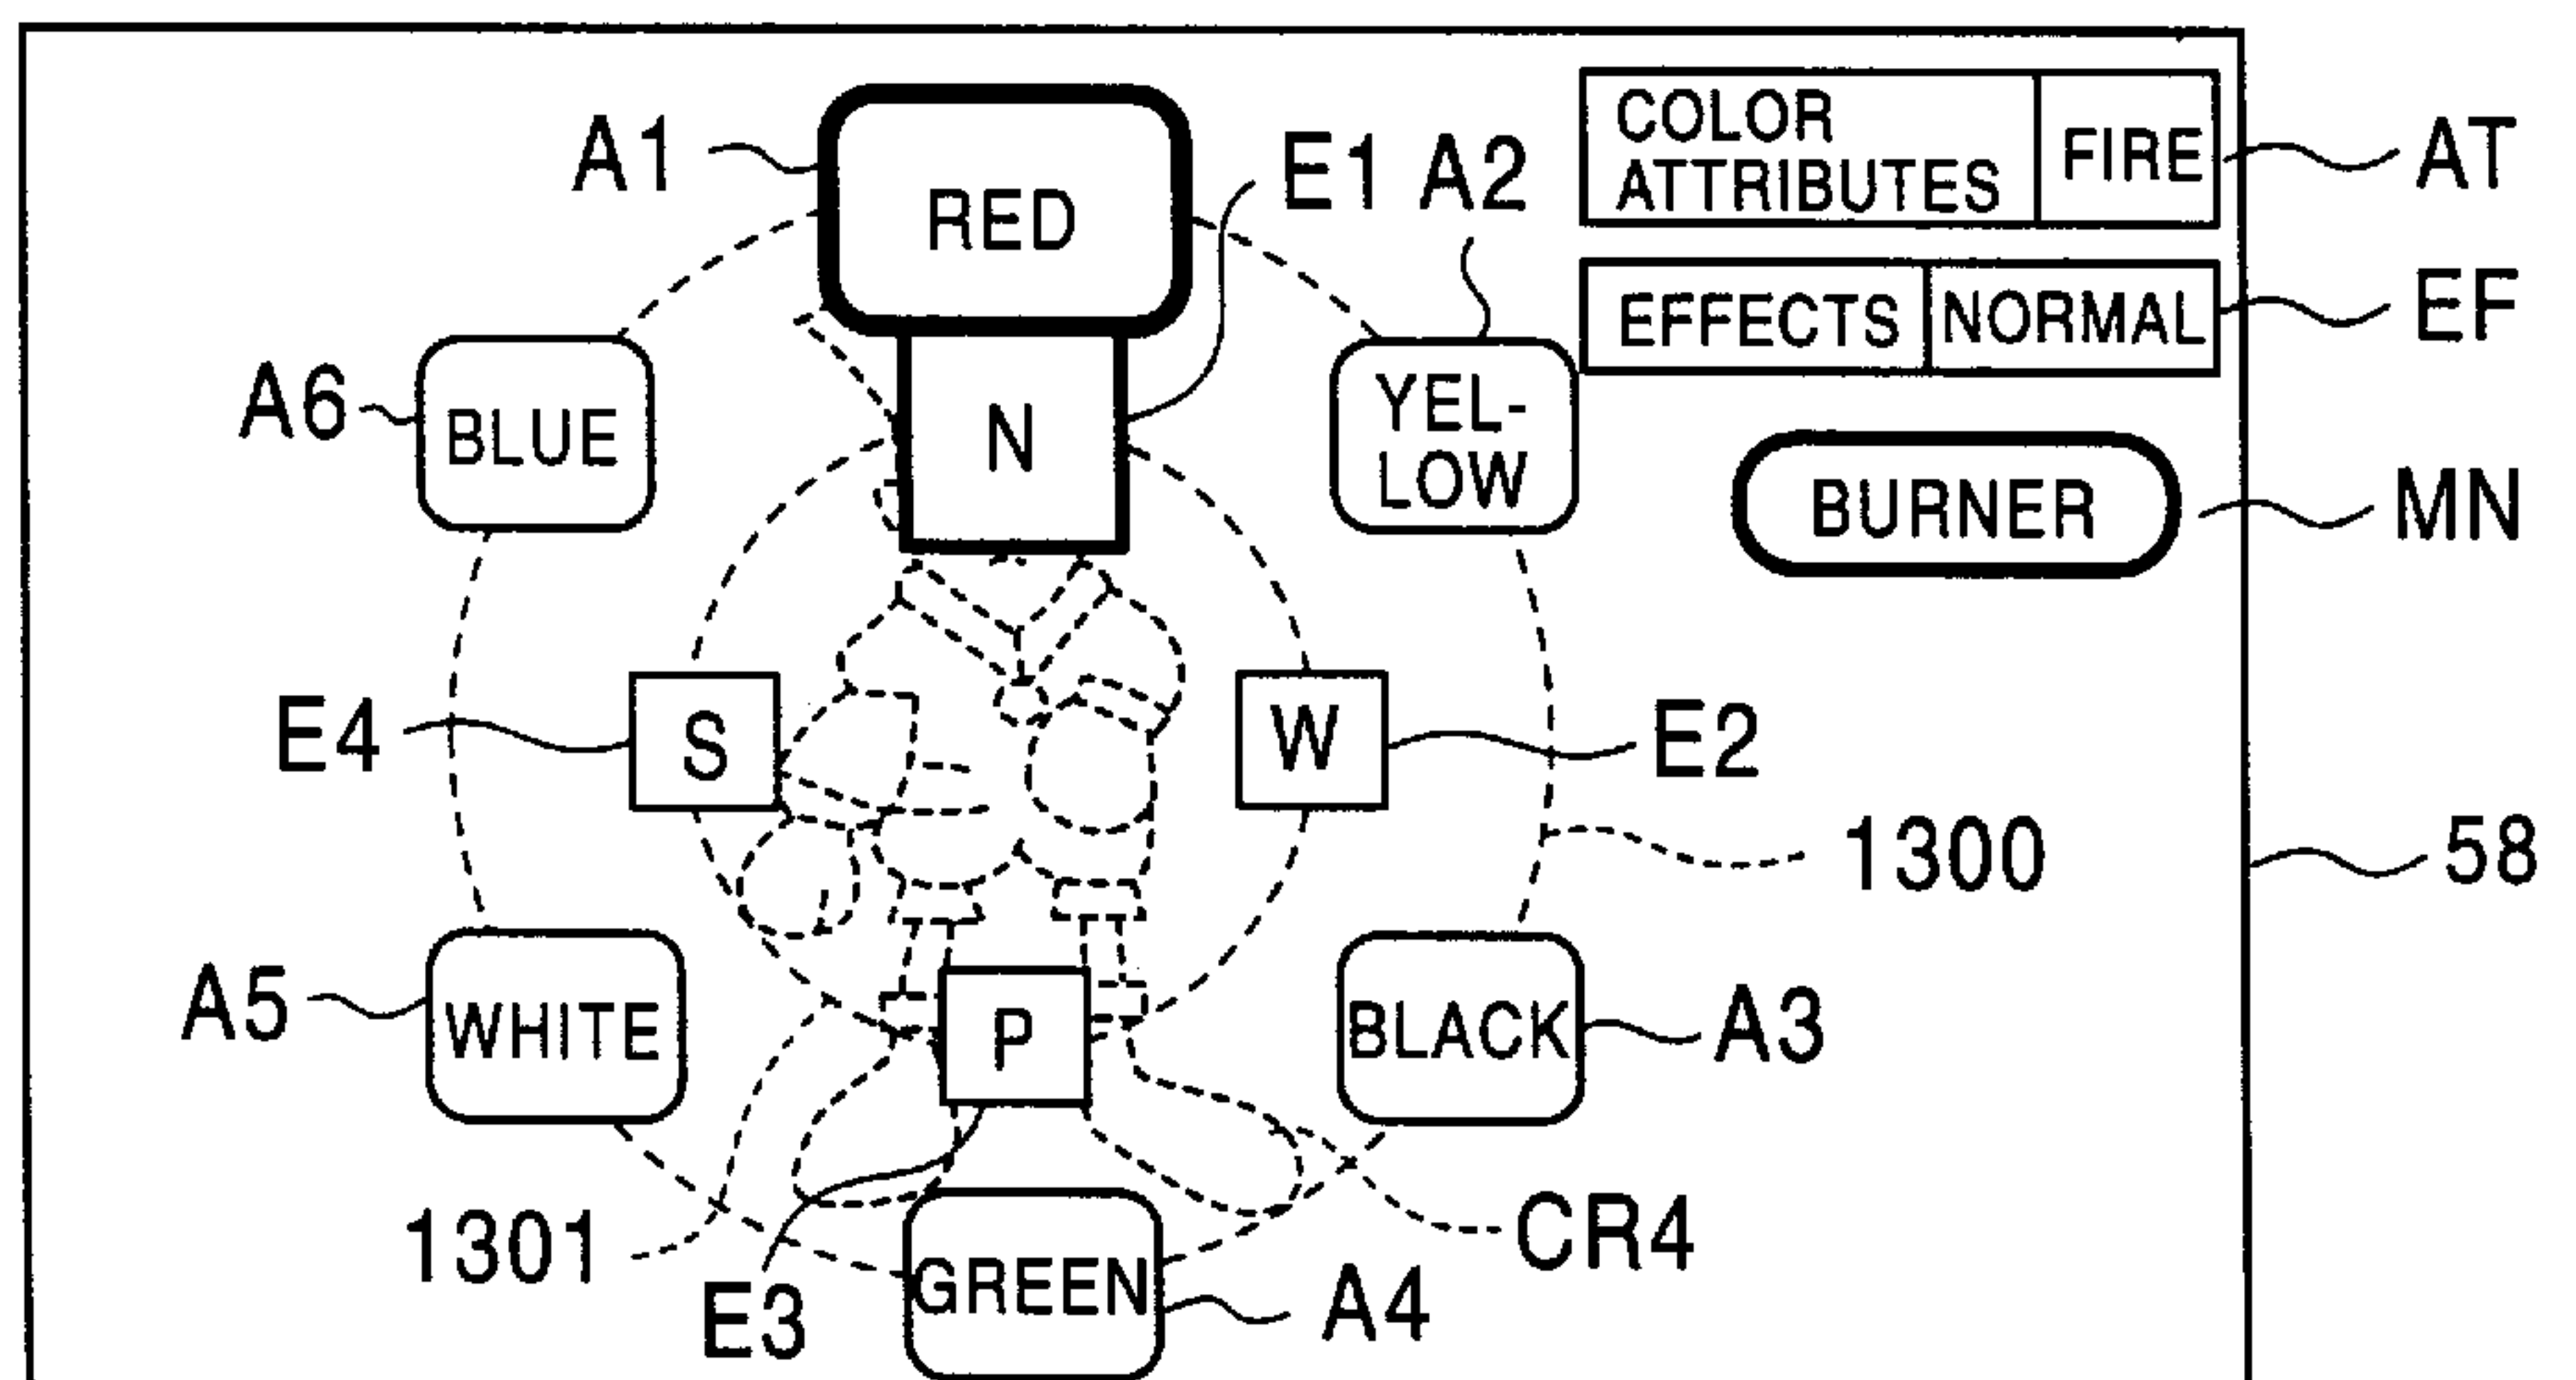 COLOR
ATTRIBUTES
FIRE
AT
A1
RED
E1
A2
EFFECTS
NORMAL
EF
A6
BLUE
N
YEL-
LOW
BURNER
MN
E4
S
W
E2
1300
58
A5
WHITE
P
BLACK
A3
1301
E3
GREEN
A4
CR4